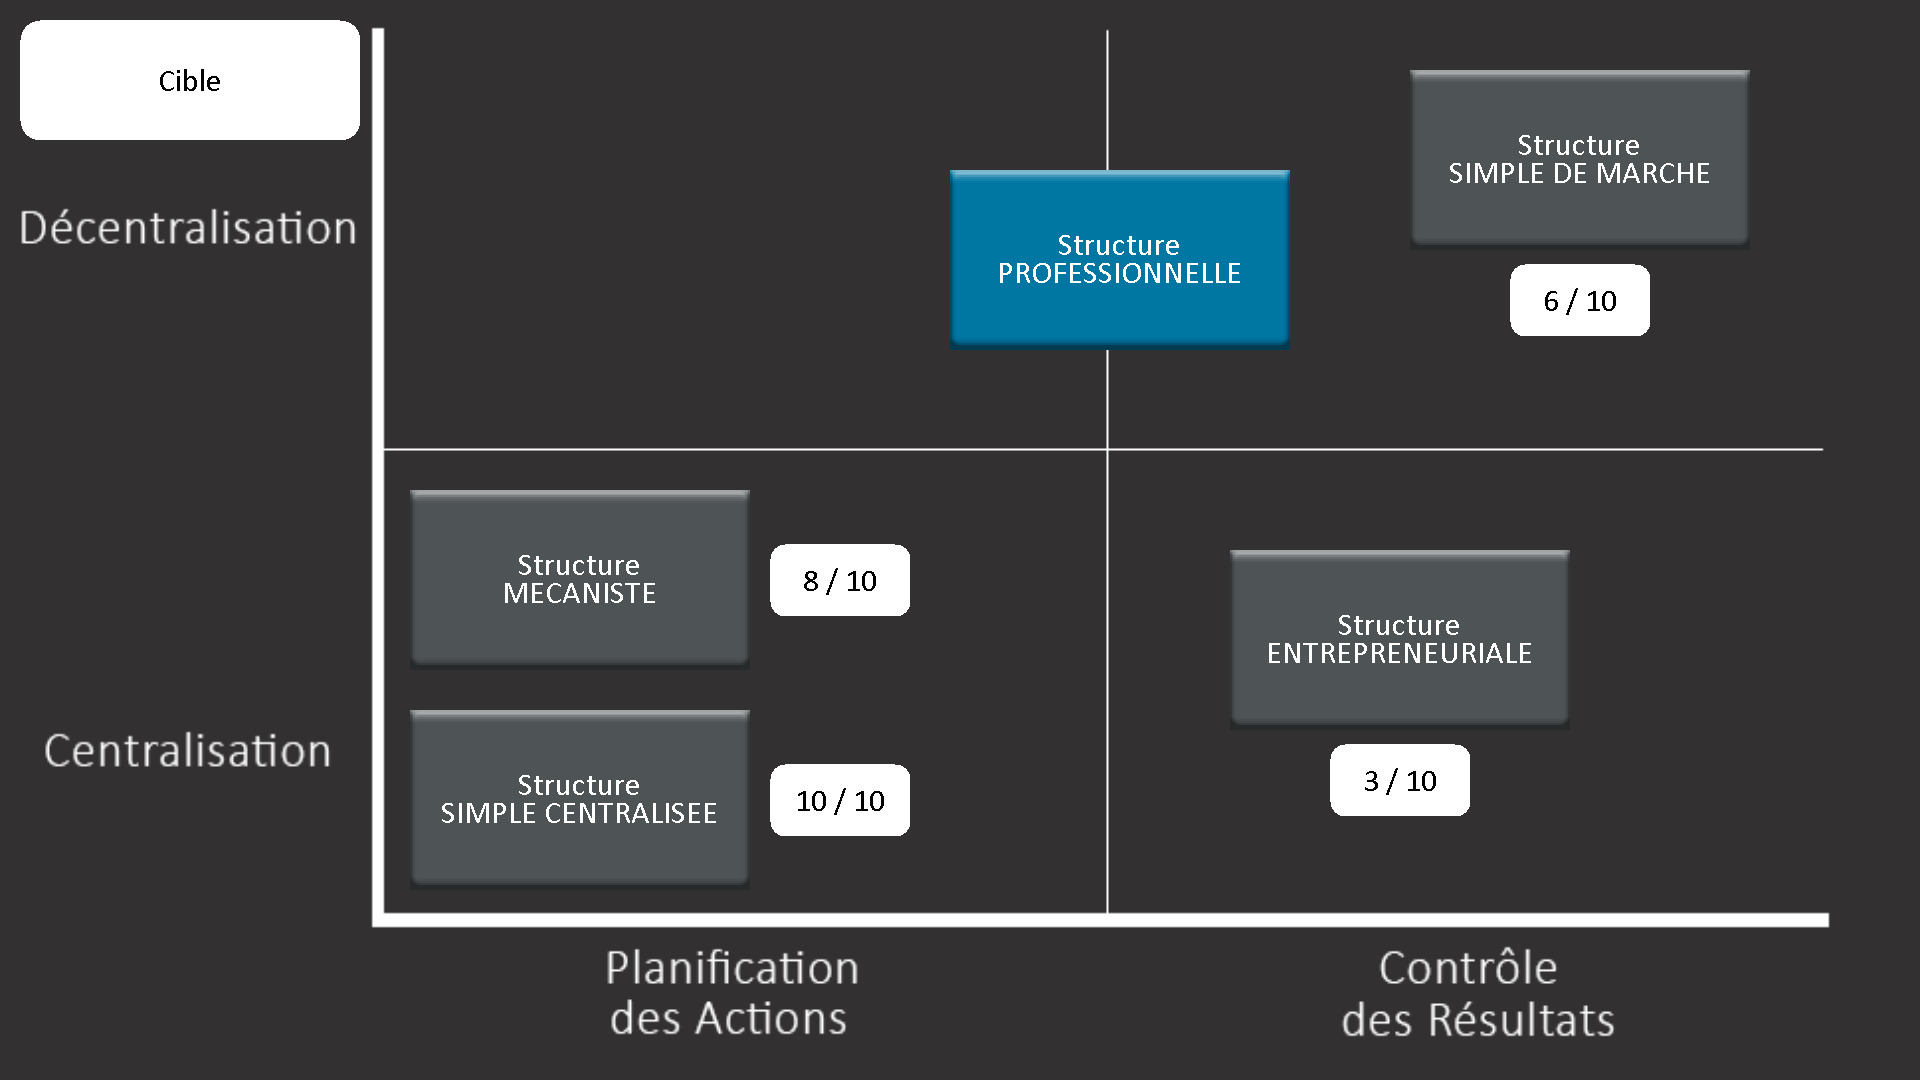 Cible
Décentralisation
Structure
SIMPLE DE MARCHE
6 / 10
Structure
PROFESSIONNELLE
Structure
MECANISTE
8 / 10
Structure
ENTREPRENEURIALE
3 / 10
Centralisation
Structure
SIMPLE CENTRALISEE
10 / 10
Planification
des Actions
Contrôle
des Résultats